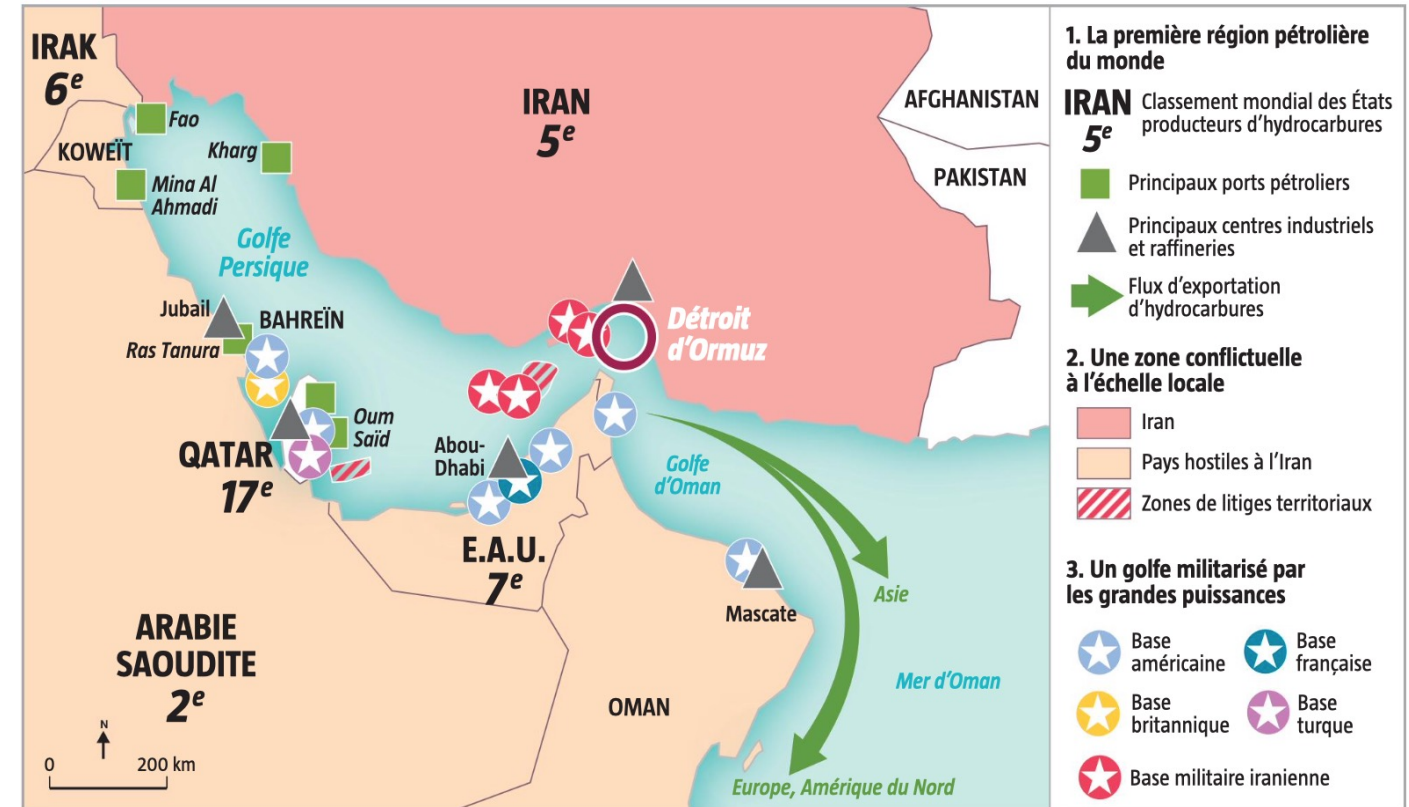 IRAK
6e
KOWEÏT
Fao
Mina Al
Ahmadi
Kharg
IRAN
5e
AFGHANISTAN
PAKISTAN
Golfe
Persique
Jubail
BAHREÏN
Ras Tanura
Détroit
d'Ormuz
Oum
Saïd
QATAR
17e
Abou-
Dhabi
E.A.U.
7e
Golfe
d'Oman
Asie
Mascate
ARABIE
SAOUDITE
2e
OMAN
Mer d'Oman
Europe, Amérique du Nord
N
0 200 km
1. La première région pétrolière
du monde
IRAN
5e
Classement mondial des États
producteurs d'hydrocarbures
Principaux ports pétroliers
Principaux centres industriels
et raffineries
Flux d'exportation
d'hydrocarbures
2. Une zone conflictuelle
à l'échelle locale
Iran
Pays hostiles à l'Iran
Zones de litiges territoriaux
3. Un golfe militarisé par
les grandes puissances
Base
américaine
Base
française
Base
britannique
Base
turque
Base militaire iranienne